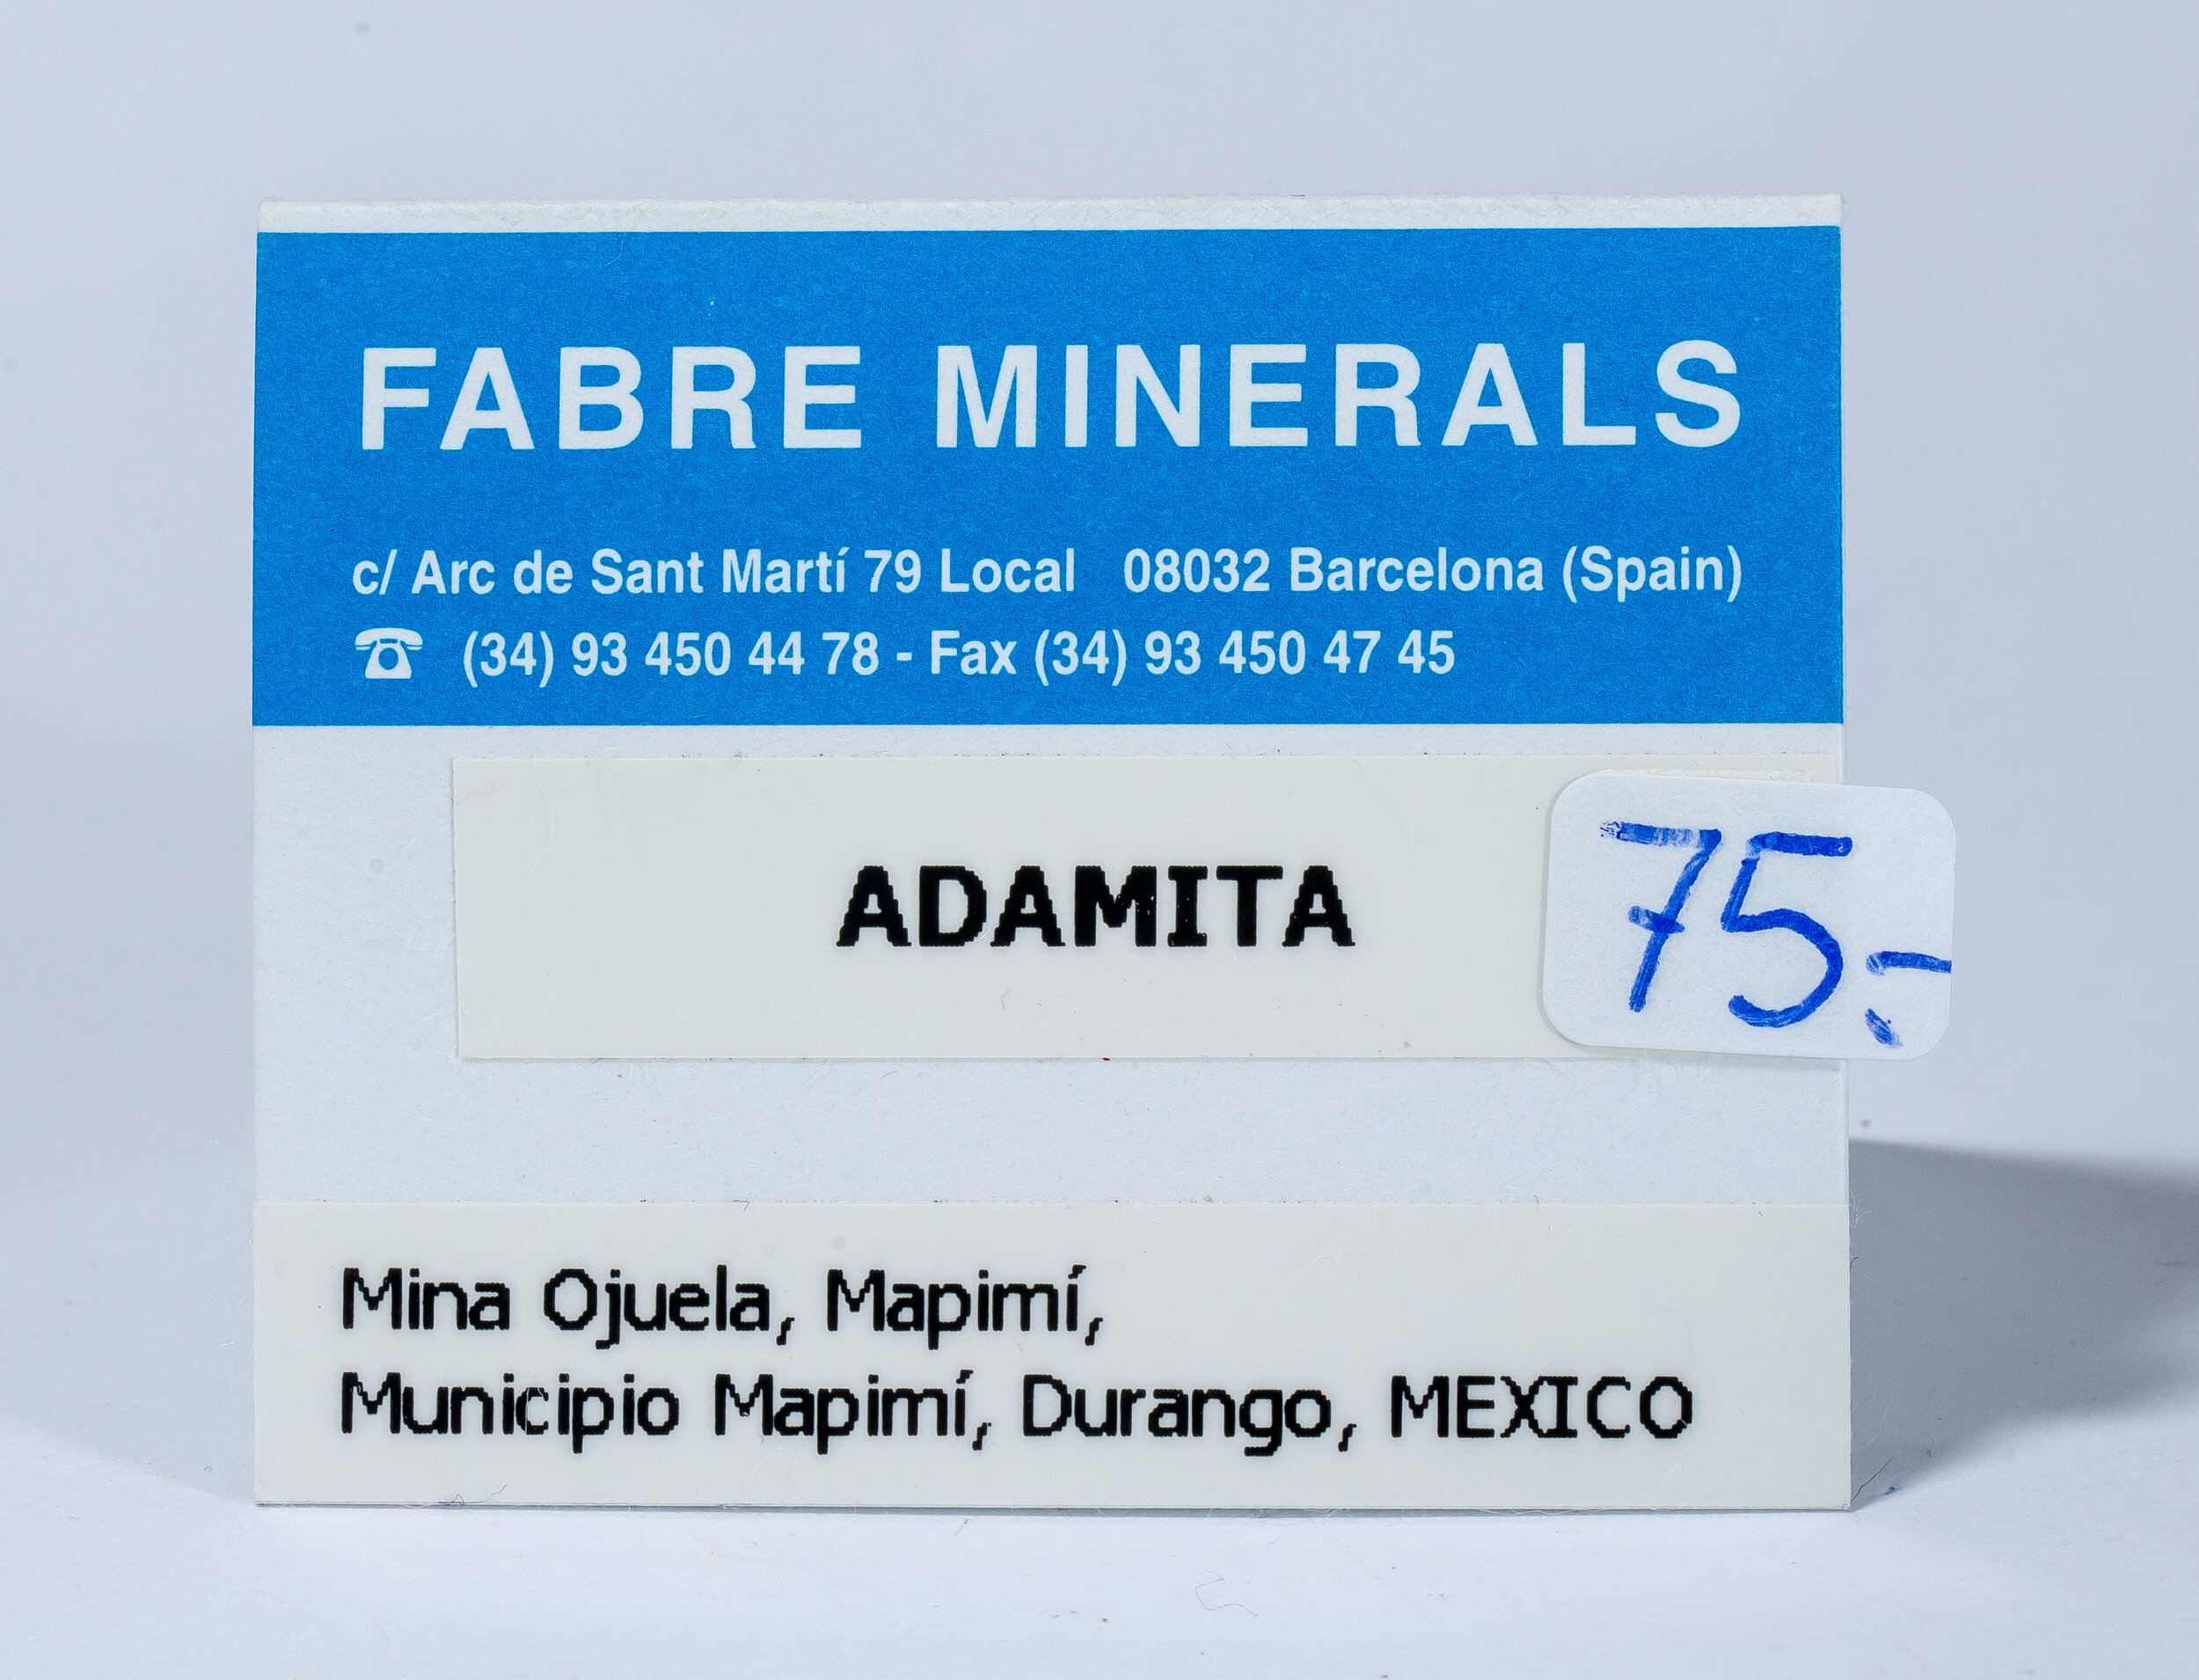 FABRE MINERALS
c/ Arc de Sant Martí 79 Local 08032 Barcelona (Spain)
☎ (34) 93 450 44 78 - Fax (34) 93 450 47 45
ADAMITA
75,-
Mina Ojuela, Mapimí,
Municipio Mapimí, Durango, MEXICO